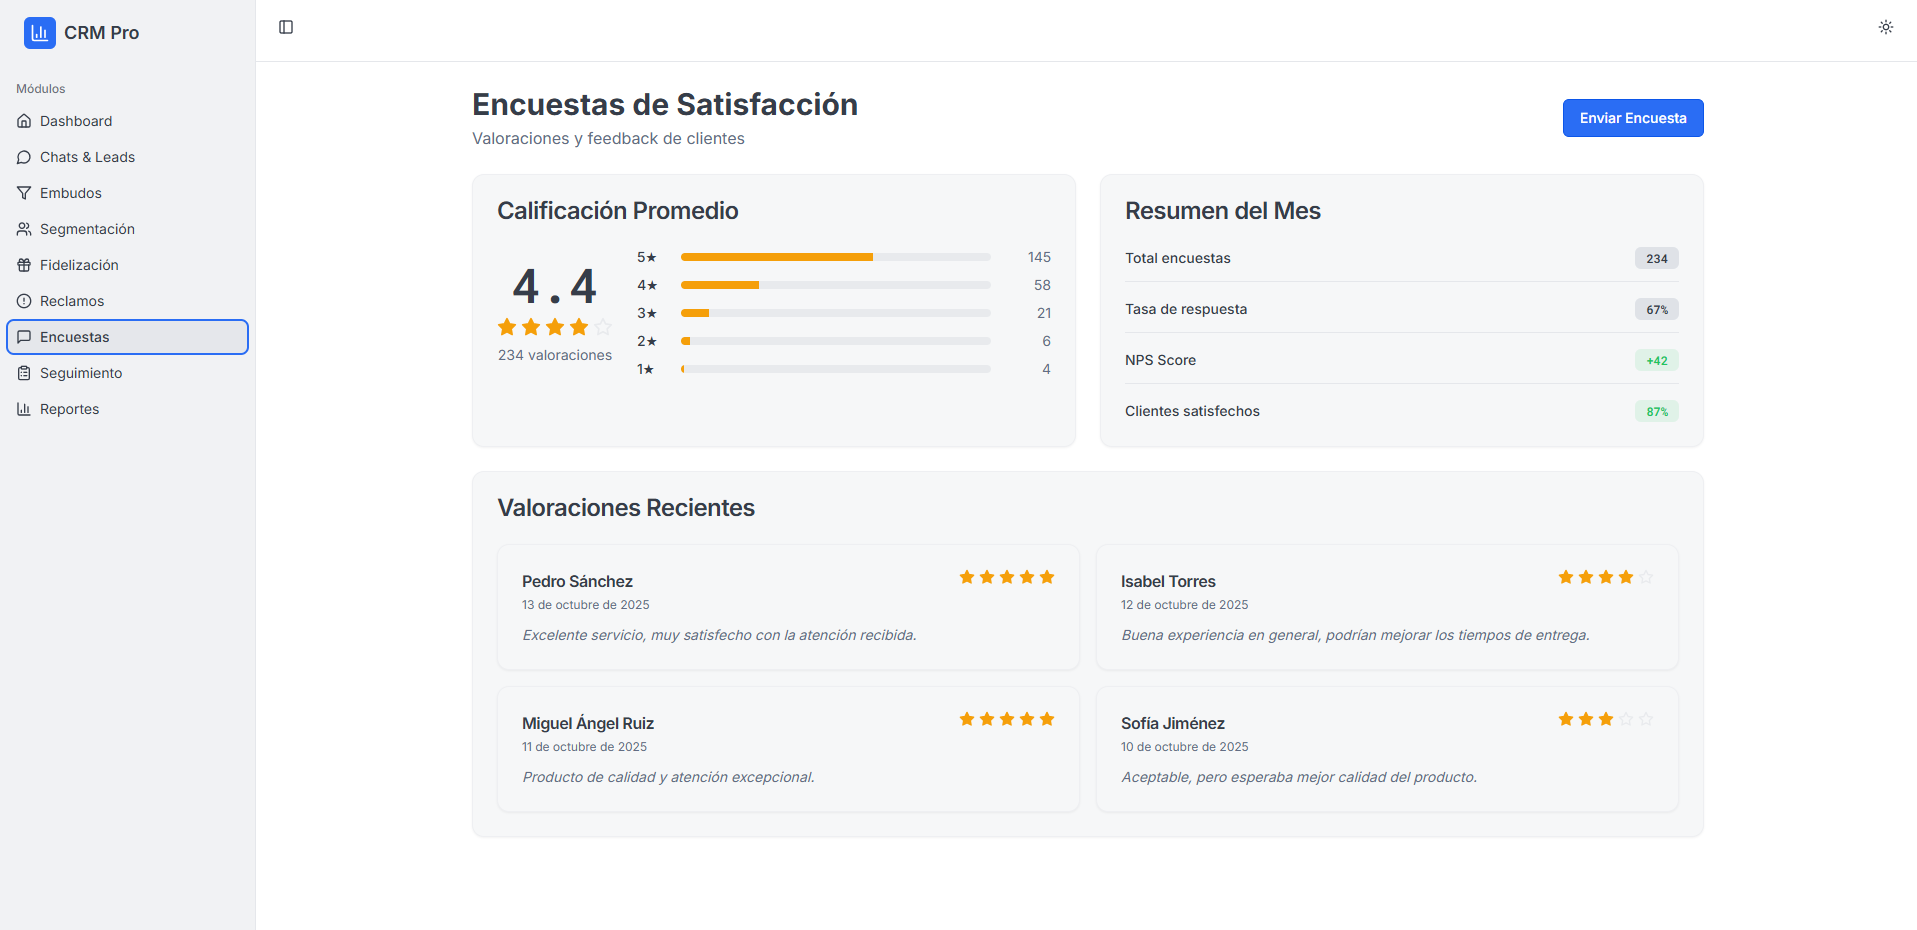 CRM Pro
Módulos
Dashboard
Chats & Leads
Embudos
Segmentación
Fidelización
Reclamos
Encuestas
Seguimiento
Reportes
Encuestas de Satisfacción
Valoraciones y feedback de clientes
Enviar Encuesta
Calificación Promedio
4.4
234 valoraciones
5★ 145
4★ 58
3★ 21
2★ 6
1★ 4
Resumen del Mes
Total encuestas 234
Tasa de respuesta 67%
NPS Score +42
Clientes satisfechos 87%
Valoraciones Recientes
Pedro Sánchez
13 de octubre de 2025
Excelente servicio, muy satisfecho con la atención recibida.
Isabel Torres
12 de octubre de 2025
Buena experiencia en general, podrían mejorar los tiempos de entrega.
Miguel Ángel Ruiz
11 de octubre de 2025
Producto de calidad y atención excepcional.
Sofía Jiménez
10 de octubre de 2025
Aceptable, pero esperaba mejor calidad del producto.